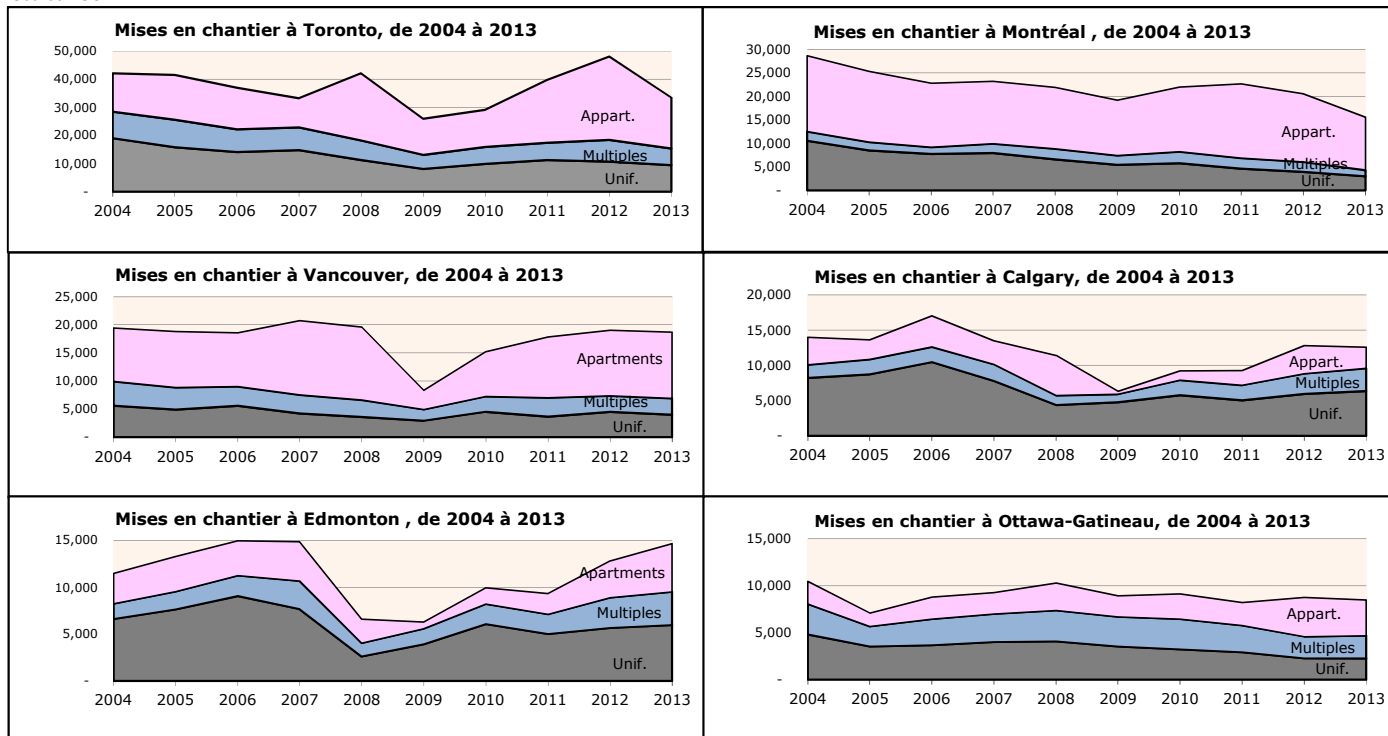 Mises en chantier à Toronto, de 2004 à 2013
50,000
40,000
30,000
20,000
10,000
-
Appart.
Multiples
Unif.
2004 2005 2006 2007 2008 2009 2010 2011 2012 2013
Mises en chantier à Montréal , de 2004 à 2013
30,000
25,000
20,000
15,000
10,000
5,000
-
Appart.
Multiples
Unif.
2004 2005 2006 2007 2008 2009 2010 2011 2012 2013
Mises en chantier à Vancouver, de 2004 à 2013
25,000
20,000
15,000
10,000
5,000
-
Apartments
Multiples
Unif.
2004 2005 2006 2007 2008 2009 2010 2011 2012 2013
Mises en chantier à Calgary, de 2004 à 2013
20,000
15,000
10,000
5,000
-
Appart.
Multiples
Unif.
2004 2005 2006 2007 2008 2009 2010 2011 2012 2013
Mises en chantier à Edmonton , de 2004 à 2013
15,000
10,000
5,000
-
Apartments
Multiples
Unif.
2004 2005 2006 2007 2008 2009 2010 2011 2012 2013
Mises en chantier à Ottawa-Gatineau, de 2004 à 2013
15,000
10,000
5,000
-
Appart.
Multiples
Unif.
2004 2005 2006 2007 2008 2009 2010 2011 2012 2013